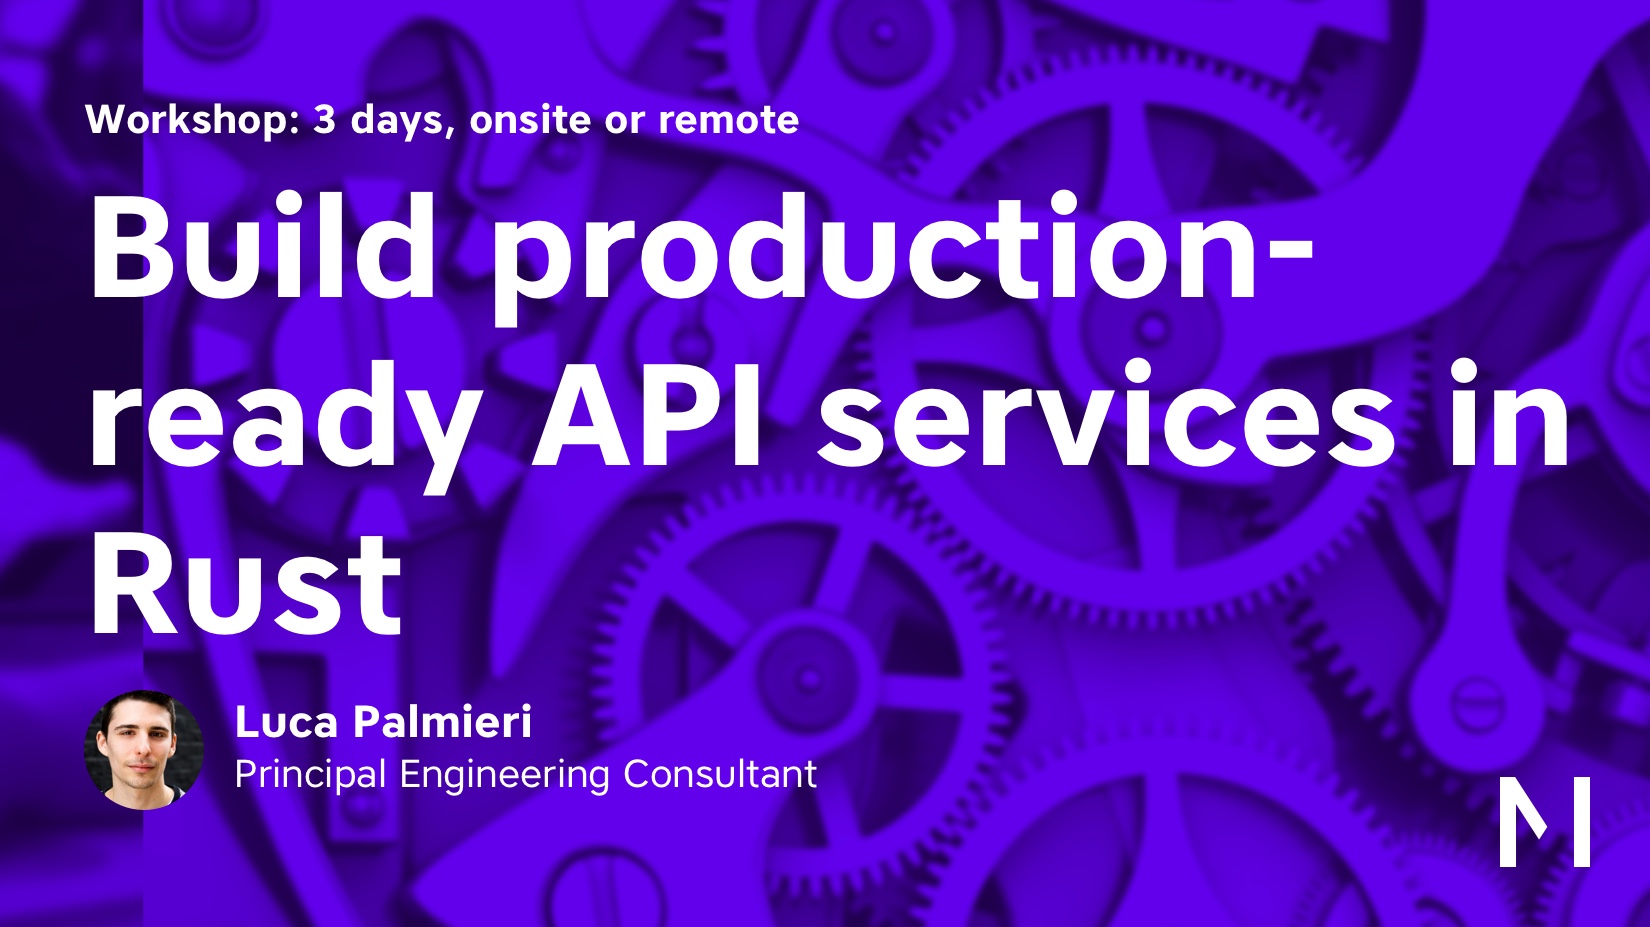 Workshop: 3 days, onsite or remote
Build production-
ready API services in
Rust
Luca Palmieri
Principal Engineering Consultant